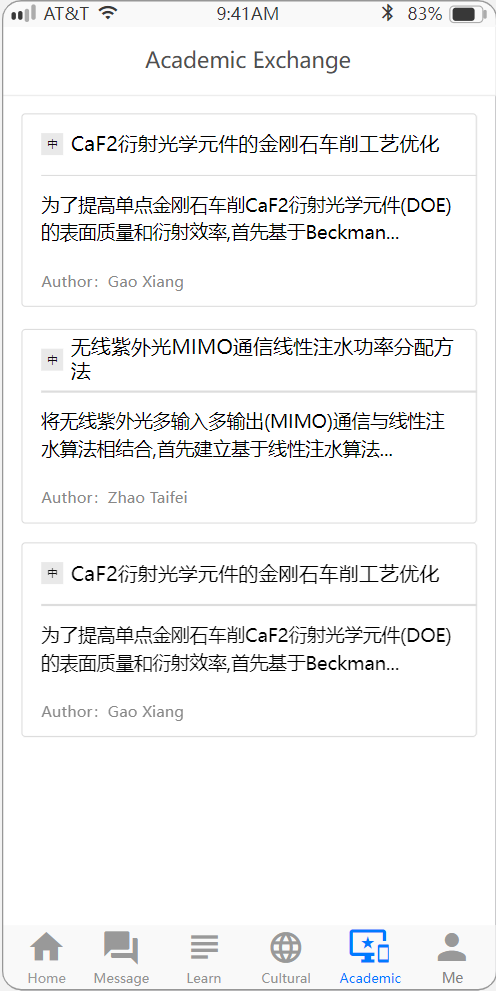 AT&T 9:41AM 83%
Academic Exchange
中 CaF2衍射光学元件的金刚石车削工艺优化
为了提高单点金刚石车削CaF2衍射光学元件(DOE)
的表面质量和衍射效率,首先基于Beckman...
Author：Gao Xiang
中 无线紫外光MIMO通信线性注水功率分配方
法
将无线紫外光多输入多输出(MIMO)通信与线性注
水算法相结合,首先建立基于线性注水算法...
Author：Zhao Taifei
中 CaF2衍射光学元件的金刚石车削工艺优化
为了提高单点金刚石车削CaF2衍射光学元件(DOE)
的表面质量和衍射效率,首先基于Beckman...
Author：Gao Xiang
Home Message Learn Cultural Academic Me